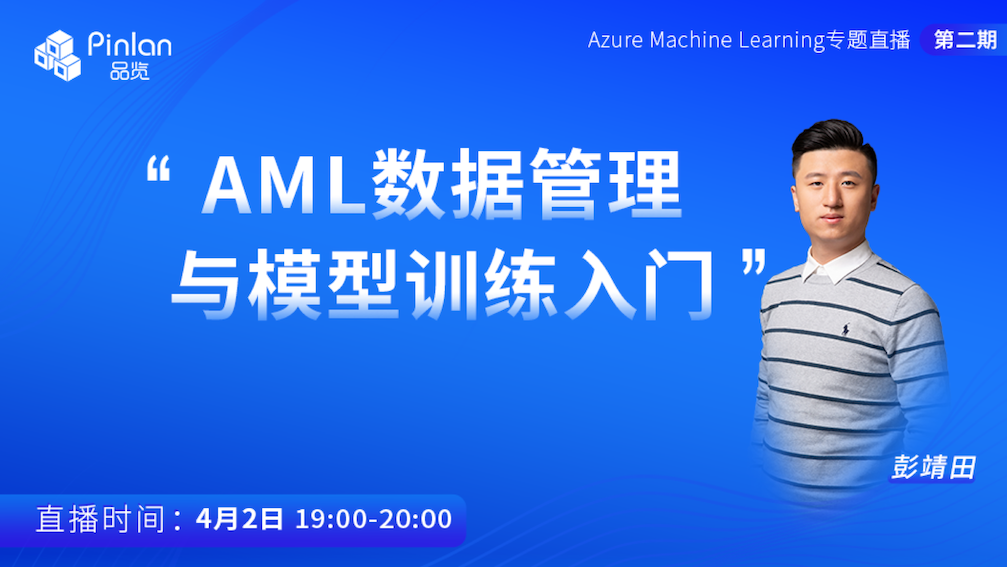 Pinlan
品览
Azure Machine Learning专题直播 第二期
“ AML数据管理
与模型训练入门 ”
彭靖田
直播时间：4月2日 19:00-20:00